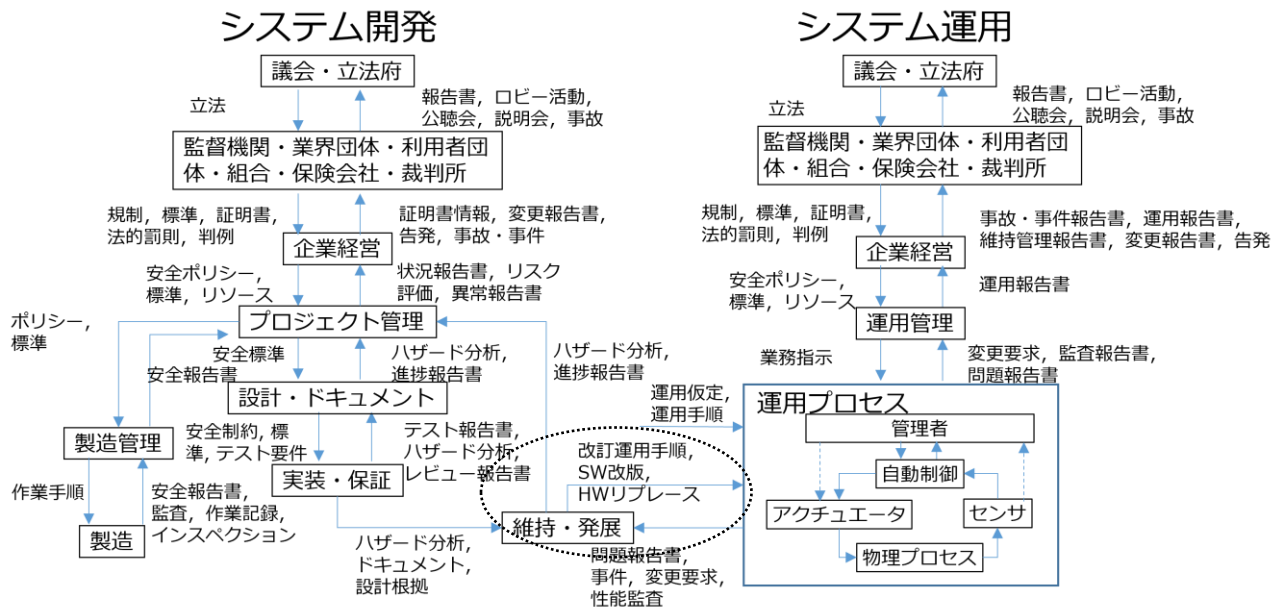 システム開発
議会・立法府
立法
報告書，ロビー活動，
公聴会，説明会，事故
監督機関・業界団体・利用者団
体・組合・保険会社・裁判所
規制，標準，証明書，
法的罰則，判例
証明書情報，変更報告書，
告発，事故・事件
企業経営
安全ポリシー，
標準，リソース
状況報告書，リスク
評価，異常報告書
プロジェクト管理
ポリシー，
標準
安全標準
安全報告書
ハザード分析，
進捗報告書
ハザード分析，
進捗報告書
設計・ドキュメント
製造管理
安全制約，標
準，テスト要件
テスト報告書，
ハザード分析，
レビュー報告書
実装・保証
作業手順
安全報告書，
監査，作業記録，
インスペクション
製造
ハザード分析，
ドキュメント，
設計根拠
維持・発展
改訂運用手順，
SW改版，
HWリプレース
運用仮定，
運用手順
問題報告書，
事件，変更要求，
性能監査
システム運用
議会・立法府
立法
報告書，ロビー活動，
公聴会，説明会，事故
監督機関・業界団体・利用者団
体・組合・保険会社・裁判所
規制，標準，証明書，
法的罰則，判例
事故・事件報告書，運用報告書，
維持管理報告書，変更報告書，告発
企業経営
安全ポリシー，
標準，リソース
運用報告書
運用管理
業務指示
変更要求，監査報告書，
問題報告書
運用プロセス
管理者
自動制御
アクチュエータ
センサ
物理プロセス